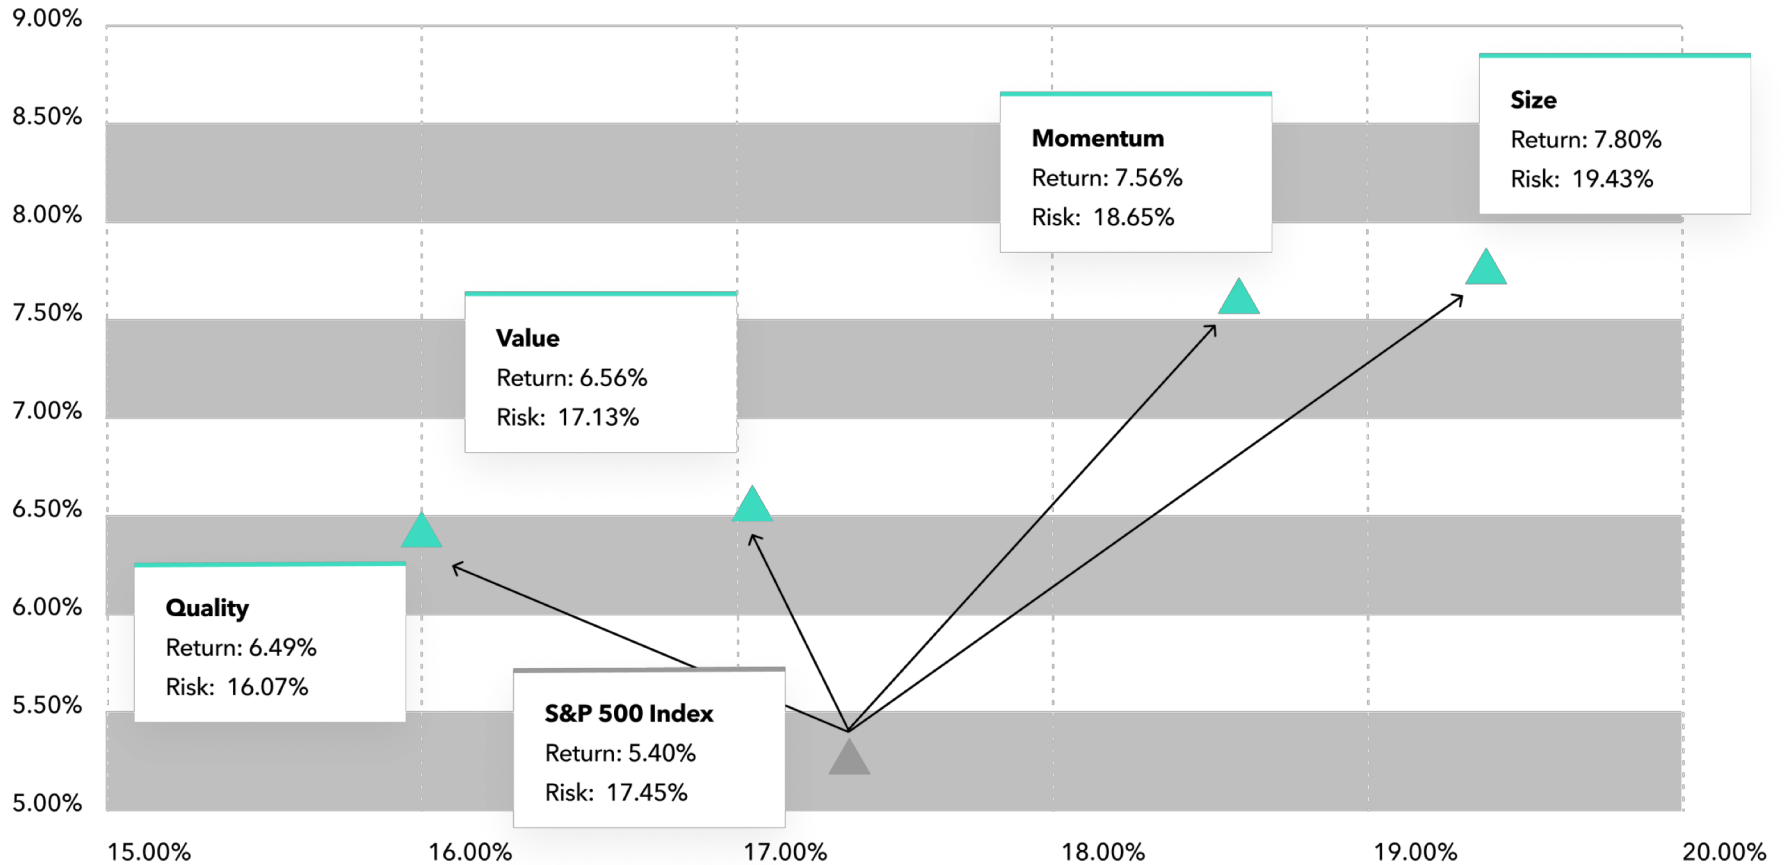 9.00%
8.50%
8.00%
7.50%
7.00%
6.50%
6.00%
5.50%
5.00%
Size
Return: 7.80%
Risk: 19.43%
Momentum
Return: 7.56%
Risk: 18.65%
Value
Return: 6.56%
Risk: 17.13%
Quality
Return: 6.49%
Risk: 16.07%
S&P 500 Index
Return: 5.40%
Risk: 17.45%
15.00% 16.00% 17.00% 18.00% 19.00% 20.00%